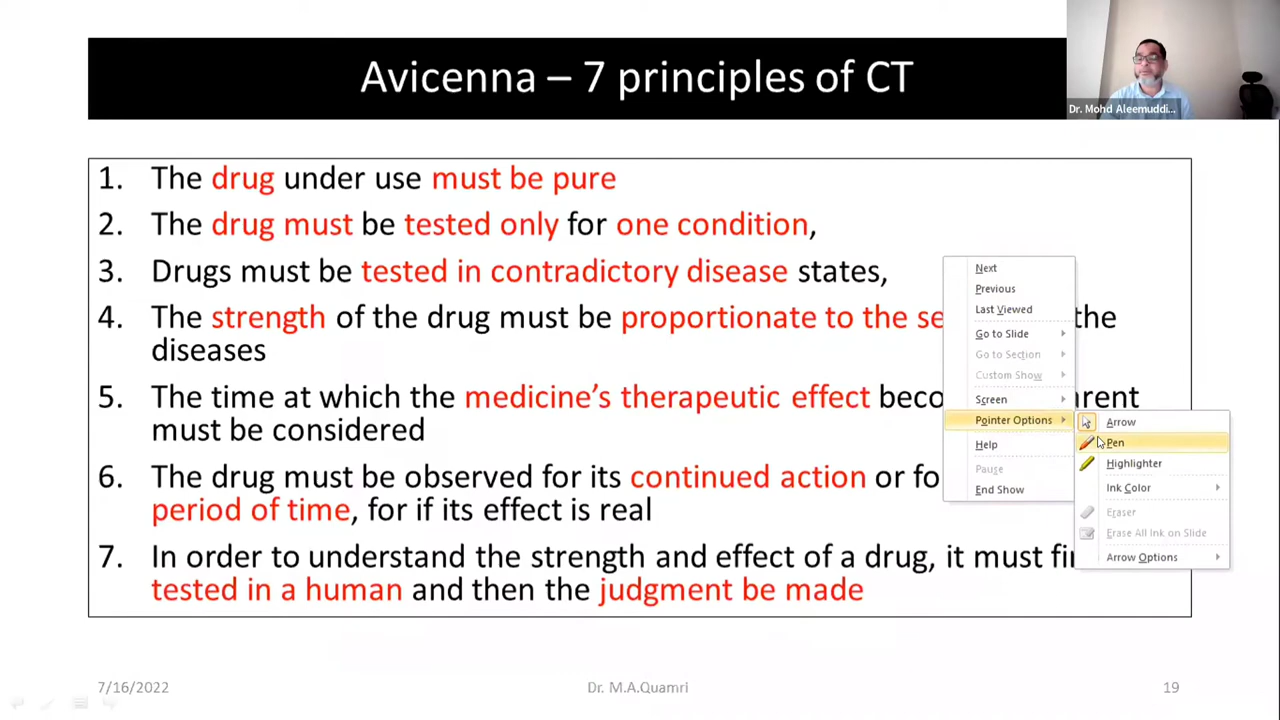 Avicenna – 7 principles of CT
Dr. Mohd Aleemuddi...
1. The drug under use must be pure
2. The drug must be tested only for one condition,
3. Drugs must be tested in contradictory disease states,
4. The strength of the drug must be proportionate to the se the
diseases
5. The time at which the medicine's therapeutic effect beco rent
must be considered
6. The drug must be observed for its continued action or fo
period of time, for if its effect is real
7. In order to understand the strength and effect of a drug, it must fi
tested in a human and then the judgment be made
Next
Previous
Last Viewed
Go to Slide
Go to Section
Custom Show
Screen
Pointer Options
Help
Pause
End Show
Arrow
Pen
Highlighter
Ink Color
Eraser
Erase All Ink on Slide
Arrow Options
7/16/2022
Dr. M.A.Quamri
19